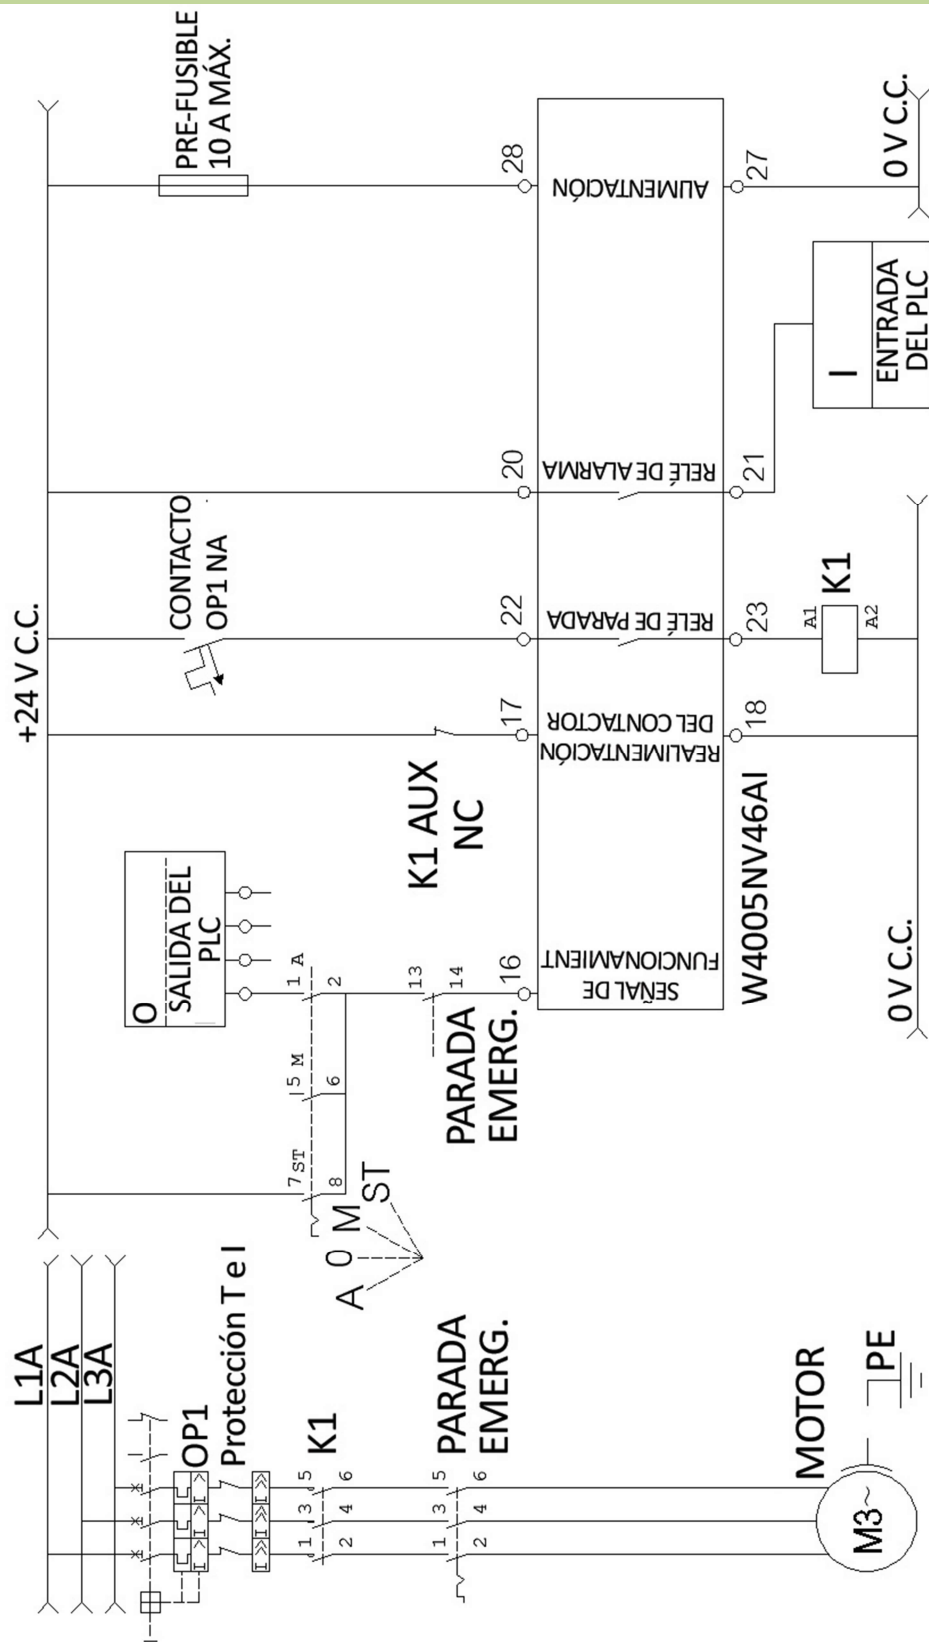 L1A
L2A
L3A
OP1
Protección T e I
1
3
5
K1
2
4
6
1
3
5
PARADA
EMERG.
2
4
6
MOTOR
M3~
PE
+24 V C.C.
O
SALIDA DEL
PLC
7
ST
5
M
1
A
8
6
2
A
0
M
ST
13
14
PARADA
EMERG.
16
K1 AUX
NC
17
CONTACTO
OP1 NA
22
20
PRE-FUSIBLE
10 A MÁX.
28
SEÑAL DE
FUNCIONAMIENT
REALIMENTACIÓN
DEL CONTACTOR
RELÉ DE PARADA
RELÉ DE ALARMA
ALIMENTACIÓN
W4005NV46AI
18
23
21
27
A1
K1
A2
I
ENTRADA
DEL PLC
0 V C.C.
0 V C.C.